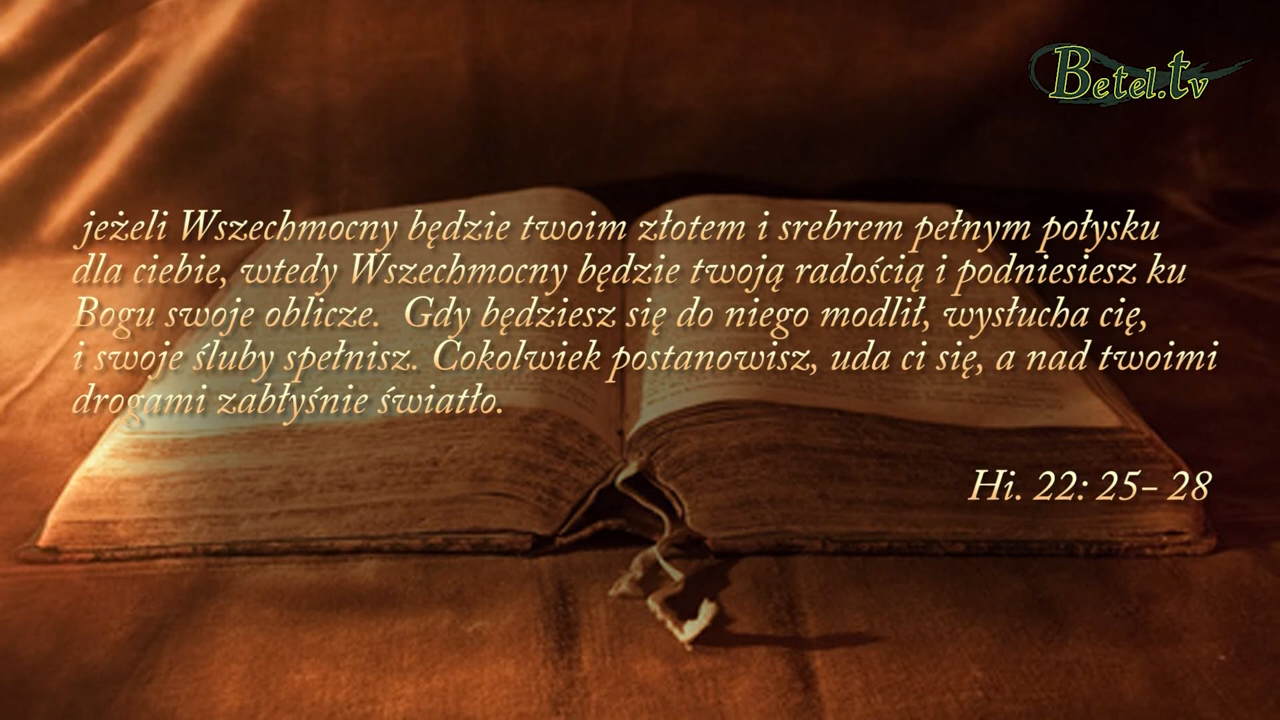 Betel.tv
jeżeli Wszechmocny będzie twoim złotem i srebrem pełnym połysku
dla ciebie, wtedy Wszechmocny będzie twoją radością i podniesiesz ku
Bogu swoje oblicze. Gdy będziesz się do niego modlił, wysłucha cię,
i swoje śluby spełnisz. Cokolwiek postanowisz, uda ci się, a nad twoimi
drogami zabłyśnie światło.
Hi. 22: 25- 28